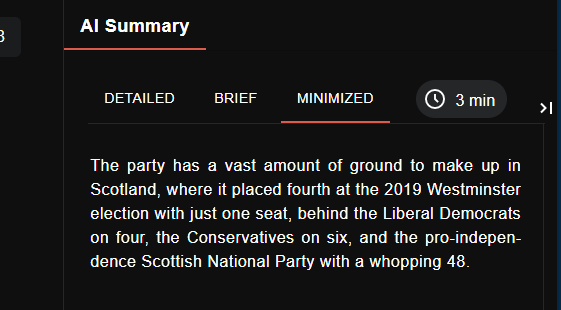 3
AI Summary
DETAILED BRIEF MINIMIZED 3 min
The party has a vast amount of ground to make up in
Scotland, where it placed fourth at the 2019 Westminster
election with just one seat, behind the Liberal Democrats
on four, the Conservatives on six, and the pro-indepen-
dence Scottish National Party with a whopping 48.